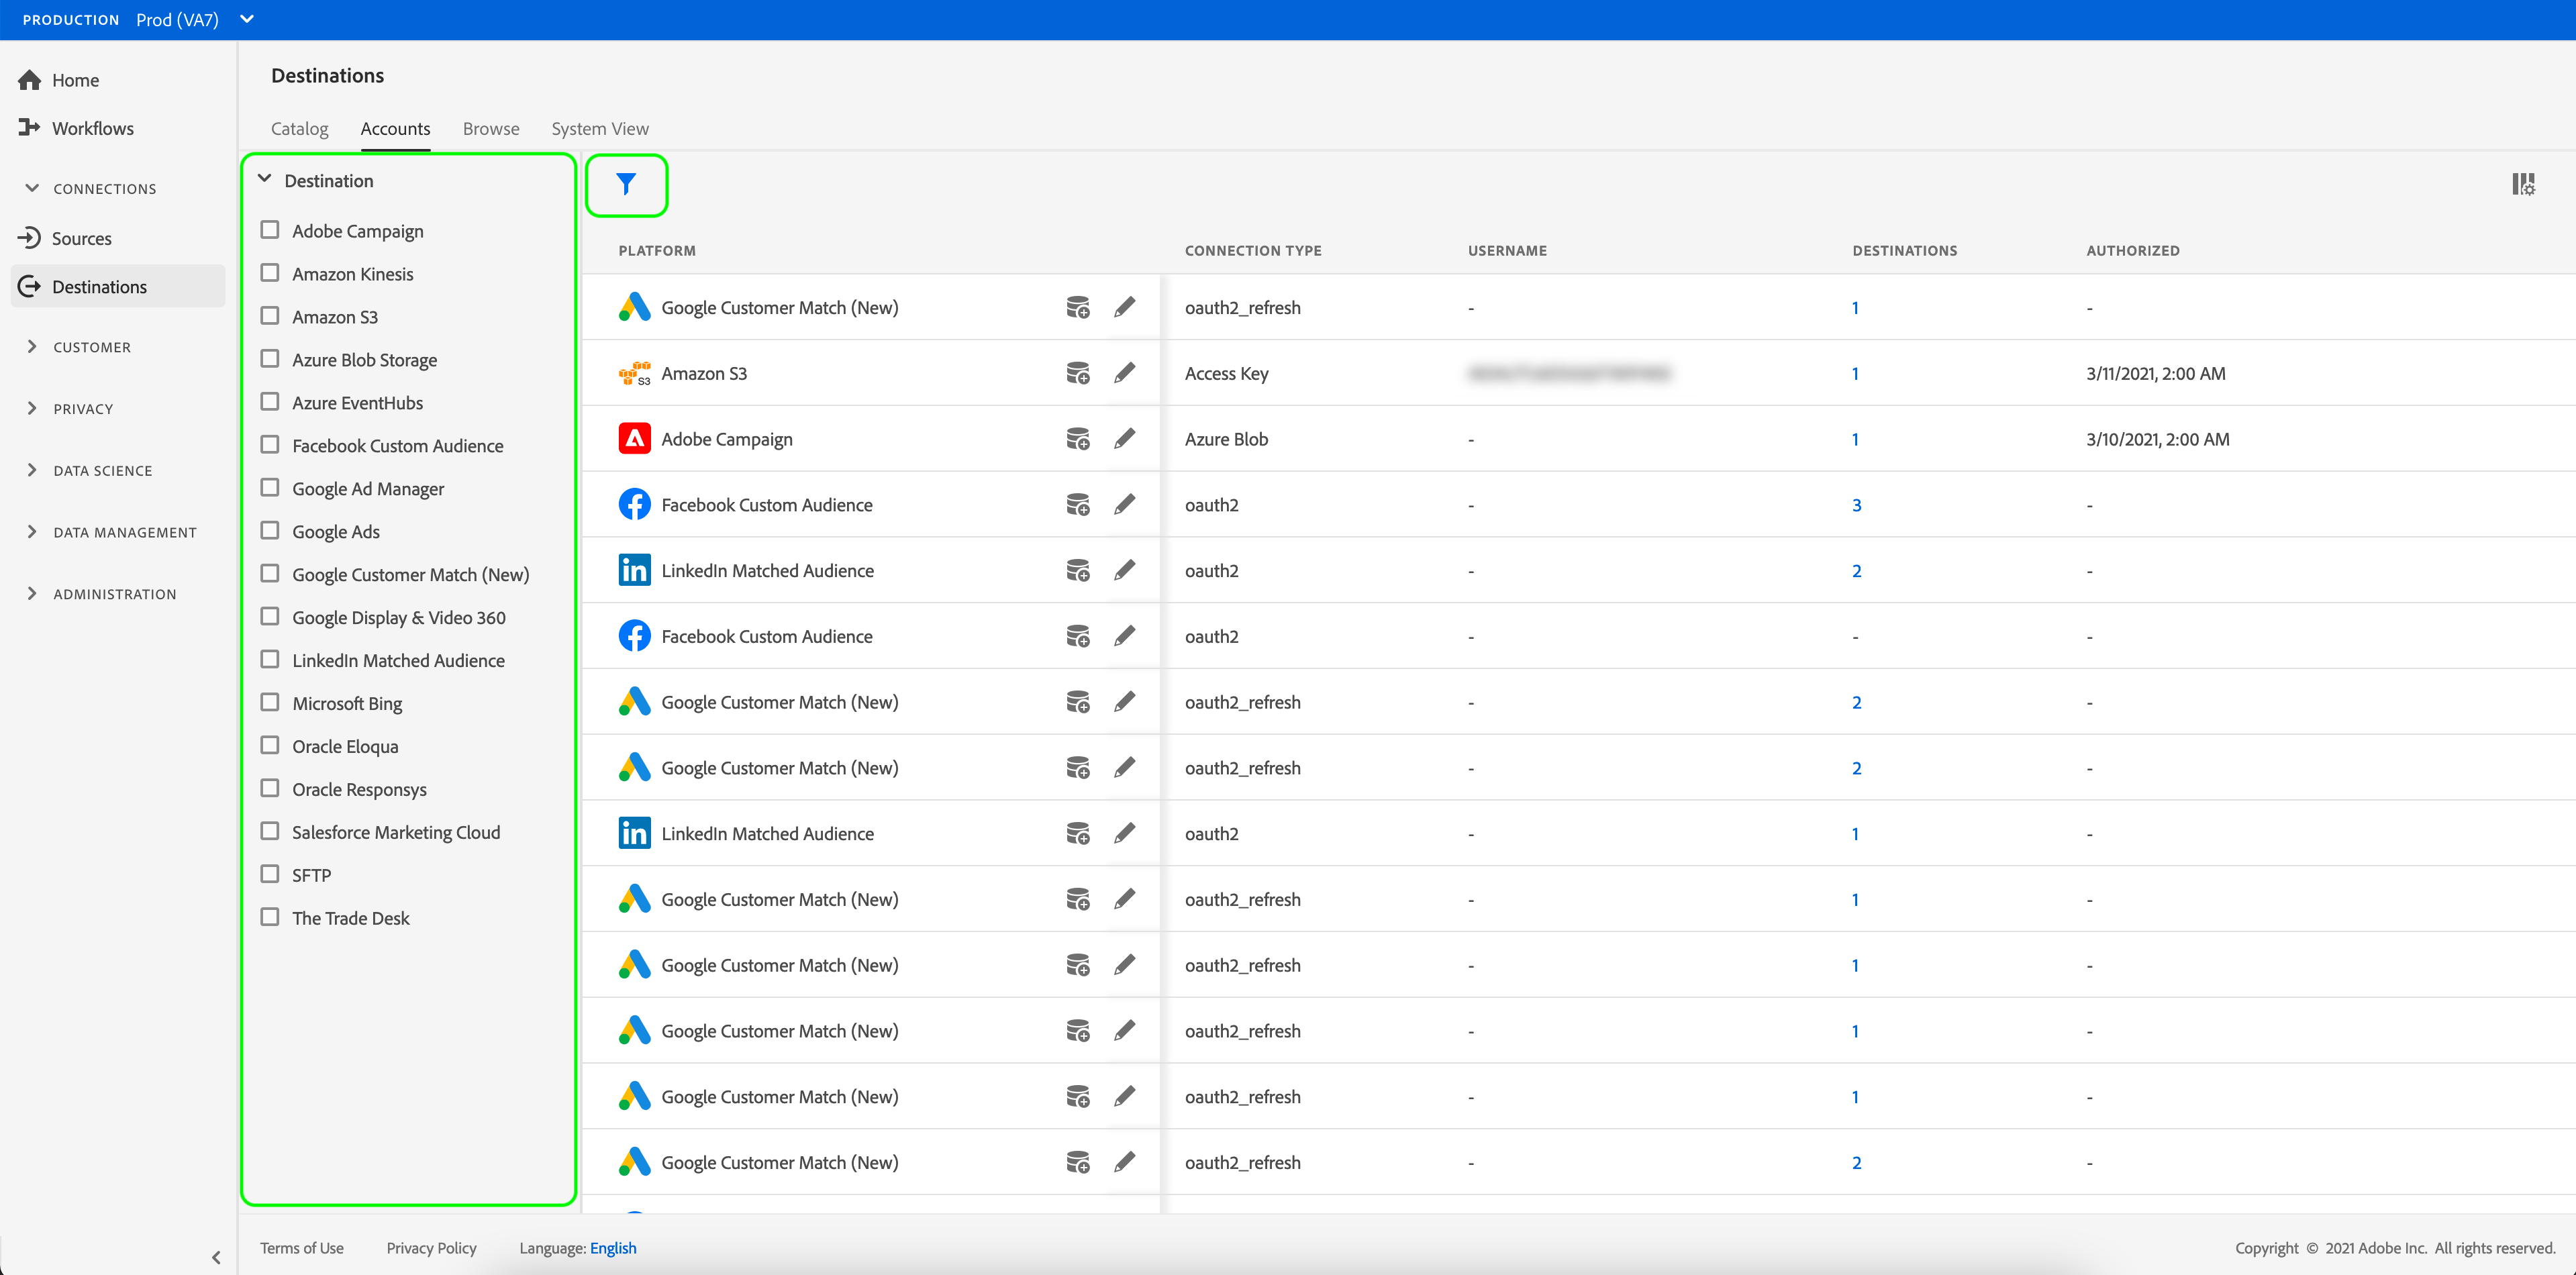 PRODUCTION Prod (VA7)
Home
Workflows
CONNECTIONS
Sources
Destinations
CUSTOMER
PRIVACY
DATA SCIENCE
DATA MANAGEMENT
ADMINISTRATION
Destinations
Catalog Accounts Browse System View
Destination
Adobe Campaign
Amazon Kinesis
Amazon S3
Azure Blob Storage
Azure EventHubs
Facebook Custom Audience
Google Ad Manager
Google Ads
Google Customer Match (New)
Google Display & Video 360
LinkedIn Matched Audience
Microsoft Bing
Oracle Eloqua
Oracle Responsys
Salesforce Marketing Cloud
SFTP
The Trade Desk
PLATFORM CONNECTION TYPE USERNAME DESTINATIONS AUTHORIZED
Google Customer Match (New) oauth2_refresh - 1 -
S3 Amazon S3 Access Key 1 3/11/2021, 2:00 AM
Adobe Campaign Azure Blob - 1 3/10/2021, 2:00 AM
Facebook Custom Audience oauth2 - 3 -
in LinkedIn Matched Audience oauth2 - 2 -
Facebook Custom Audience oauth2 - - -
Google Customer Match (New) oauth2_refresh - 2 -
Google Customer Match (New) oauth2_refresh - 2 -
in LinkedIn Matched Audience oauth2 - 1 -
Google Customer Match (New) oauth2_refresh - 1 -
Google Customer Match (New) oauth2_refresh - 1 -
Google Customer Match (New) oauth2_refresh - 1 -
Google Customer Match (New) oauth2_refresh - 1 -
Google Customer Match (New) oauth2_refresh - 2 -
Terms of Use Privacy Policy Language: English Copyright © 2021 Adobe Inc. All rights reserved.